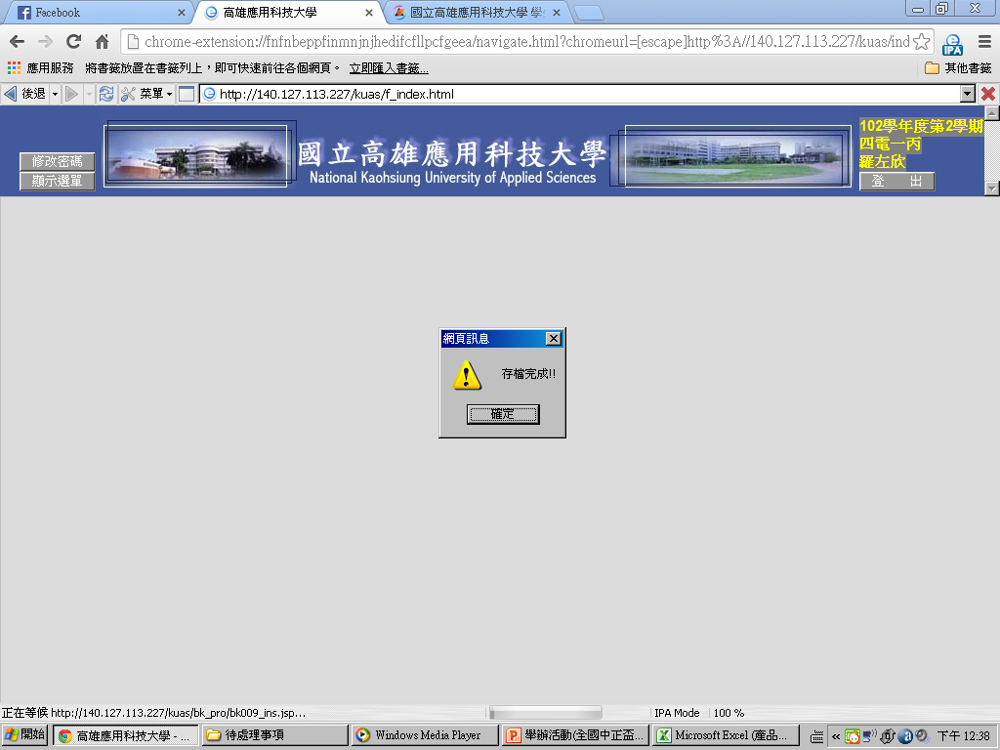 Facebook
高雄應用科技大學
國立高雄應用科技大學 學
chrome-extension://fnfnbeppfinmnjnjhedifcfllpcfgeea/navigate.html?chromeurl=[escape]http%3A//140.127.113.227/kuas/ind
IPA
應用服務 將書籤放置在書籤列上，即可快速前往各個網頁。 立即匯入書籤... 其他書籤
後退 菜單 http://140.127.113.227/kuas/f_index.html
修改密碼
顯示選單
國立高雄應用科技大學
National Kaohsiung University of Applied Sciences
102學年度第2學期
四電一丙
羅左欣
登 出
網頁訊息
存檔完成!!
確定
正在等候 http://140.127.113.227/kuas/bk_pro/bk009_ins.jsp... IPA Mode 100 %
開始 高雄應用科技大學 - ... 待處理事項 Windows Media Player 舉辦活動(全國中正盃... Microsoft Excel (產品... 下午 12:38